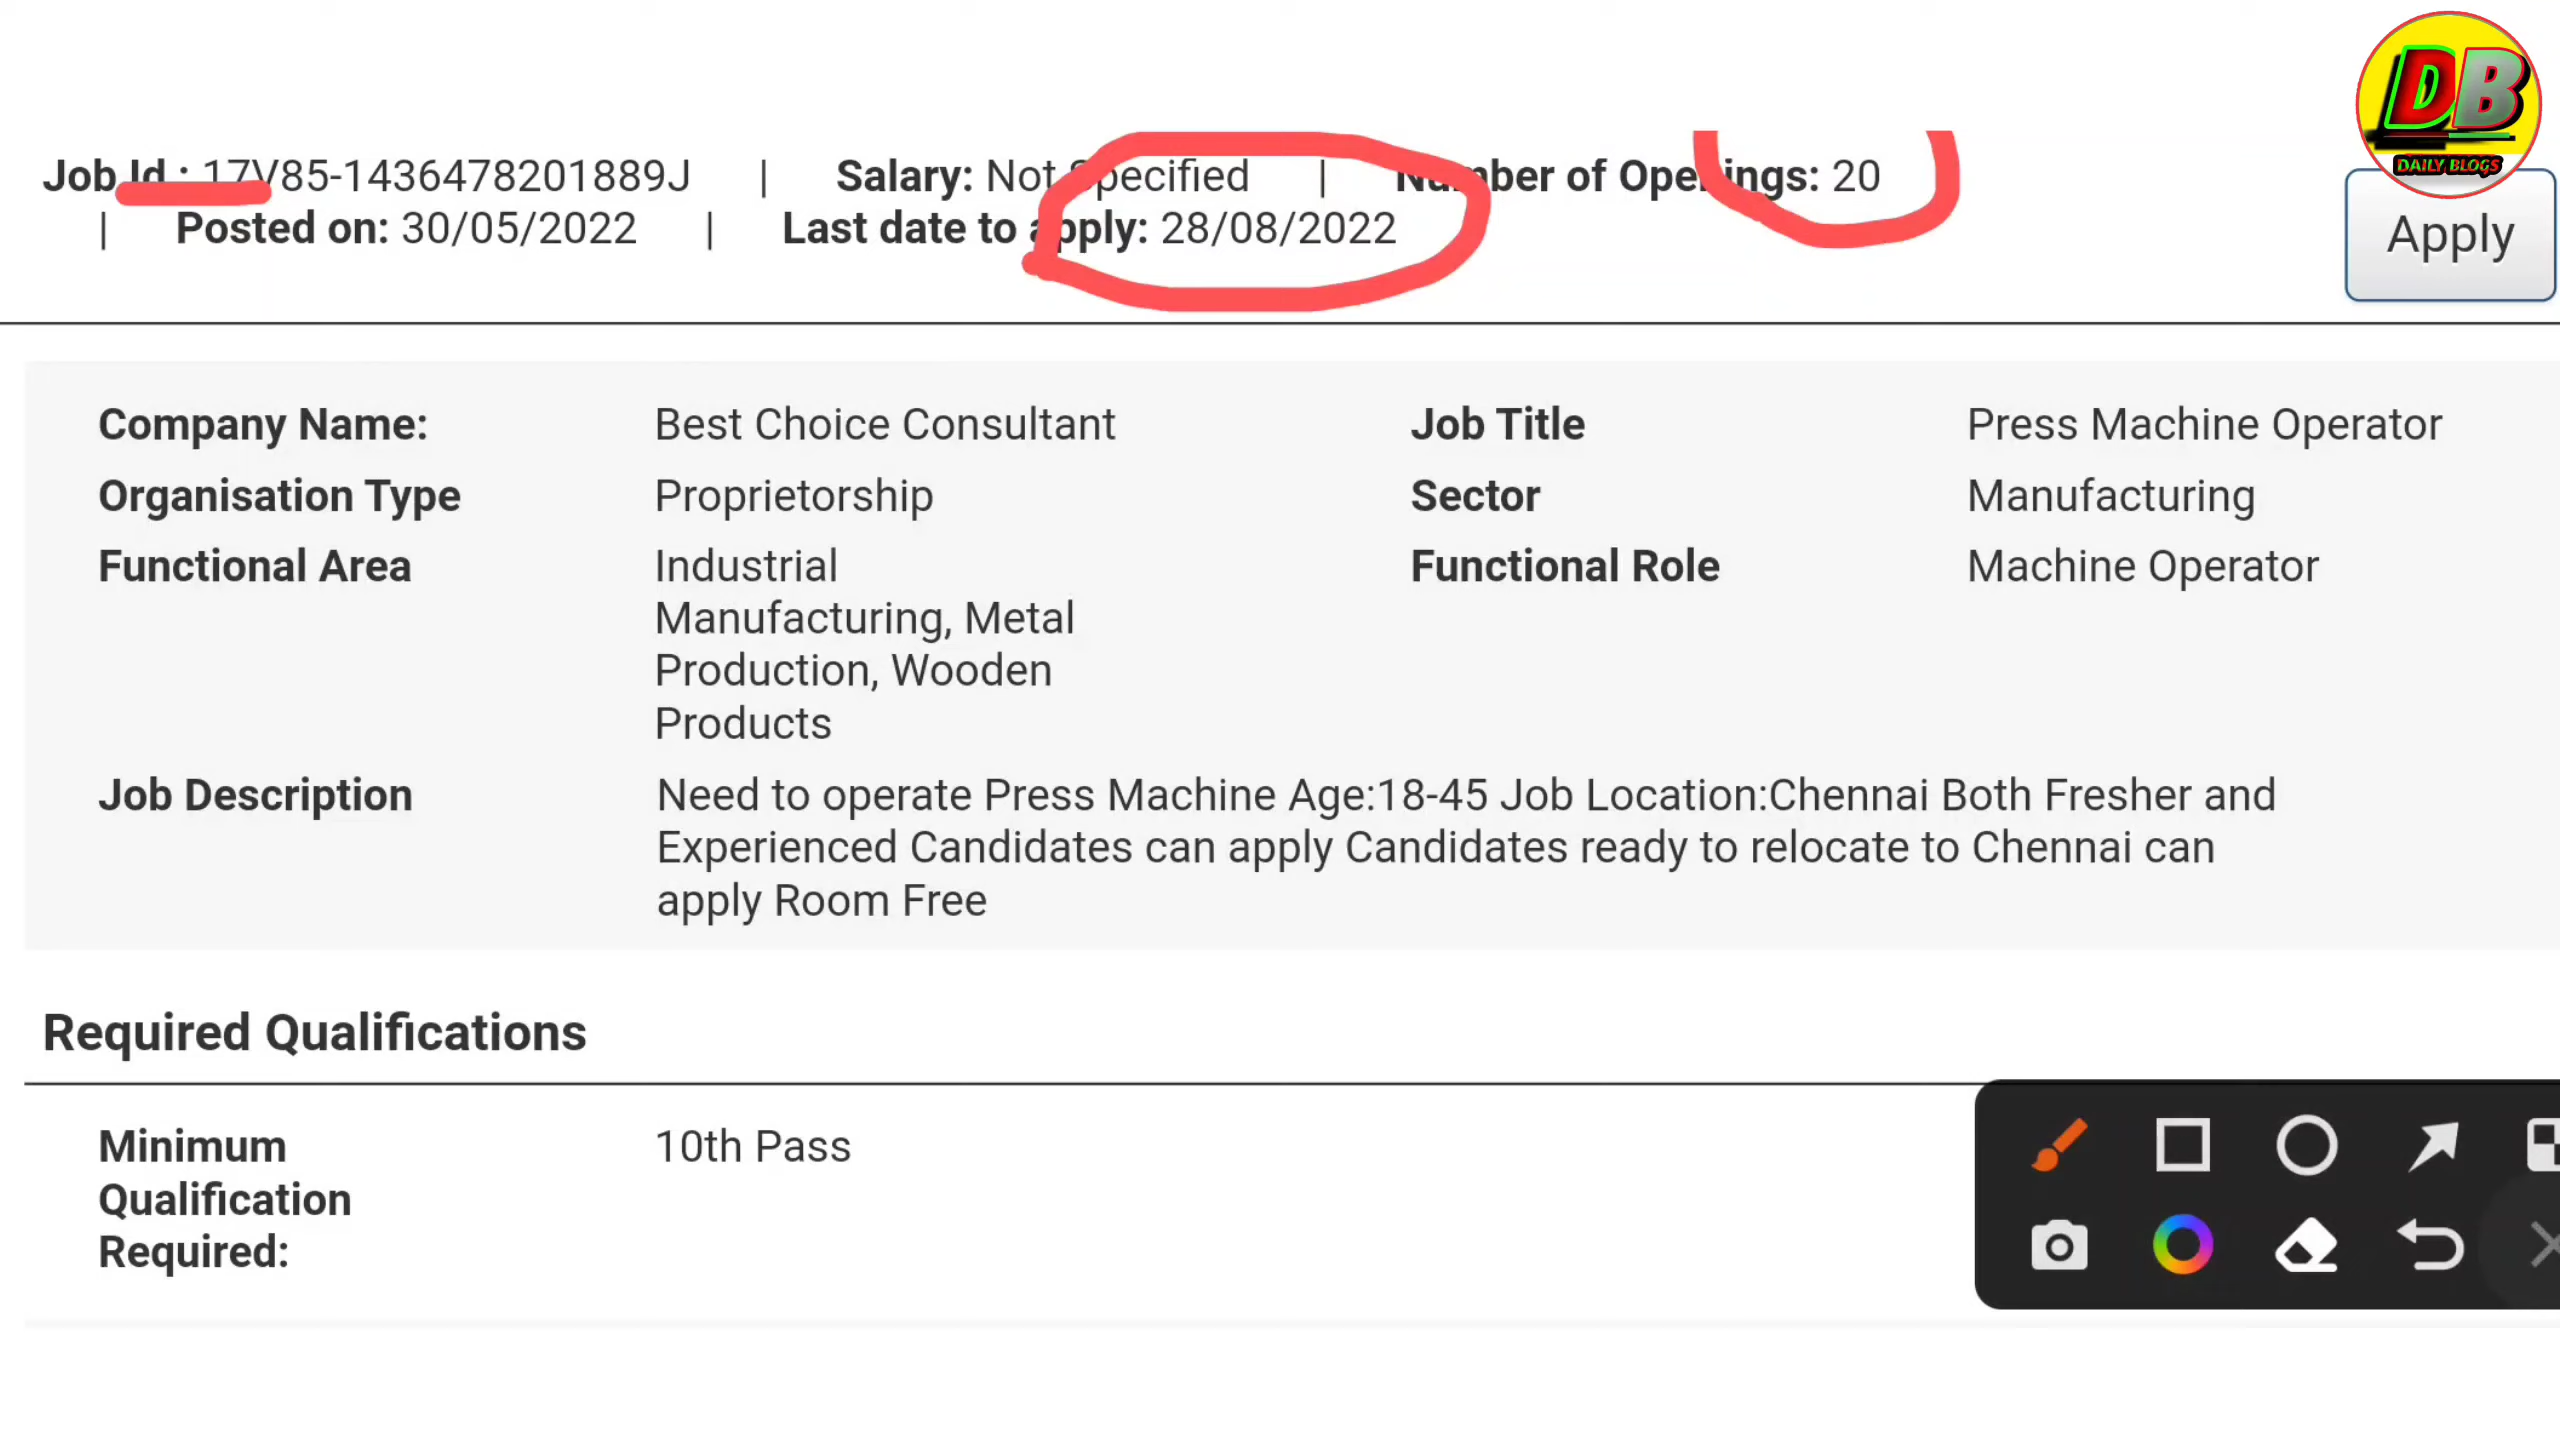 DB
DAILY BLOGS
Job Id : 17V85-1436478201889J | Salary: Not Specified | Number of Openings: 20
| Posted on: 30/05/2022 | Last date to apply: 28/08/2022
Apply
Company Name: Best Choice Consultant Job Title Press Machine Operator
Organisation Type Proprietorship Sector Manufacturing
Functional Area Industrial Functional Role Machine Operator
Manufacturing, Metal
Production, Wooden
Products
Job Description Need to operate Press Machine Age:18-45 Job Location:Chennai Both Fresher and
Experienced Candidates can apply Candidates ready to relocate to Chennai can
apply Room Free
Required Qualifications
Minimum 10th Pass
Qualification
Required: